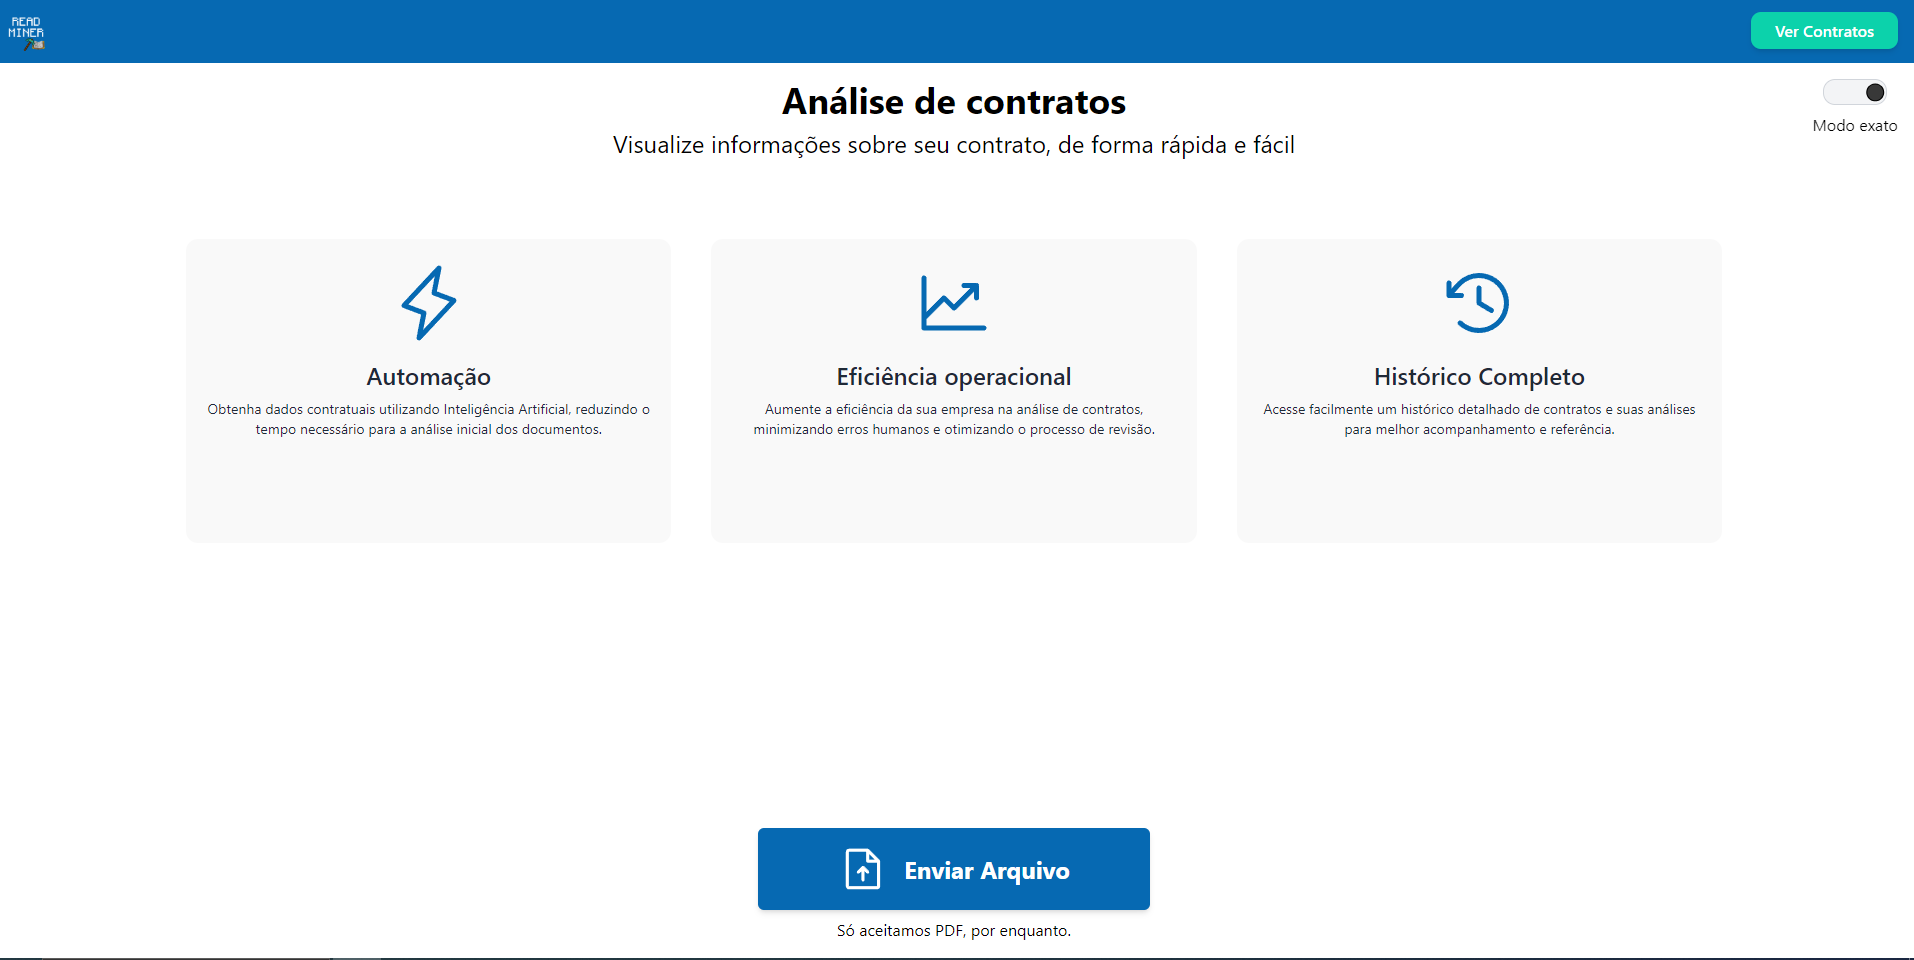 READ
MINER
Ver Contratos
Análise de contratos
Visualize informações sobre seu contrato, de forma rápida e fácil
Modo exato
Automação
Obtenha dados contratuais utilizando Inteligência Artificial, reduzindo o
tempo necessário para a análise inicial dos documentos.
Eficiência operacional
Aumente a eficiência da sua empresa na análise de contratos,
minimizando erros humanos e otimizando o processo de revisão.
Histórico Completo
Acesse facilmente um histórico detalhado de contratos e suas análises
para melhor acompanhamento e referência.
Enviar Arquivo
Só aceitamos PDF, por enquanto.